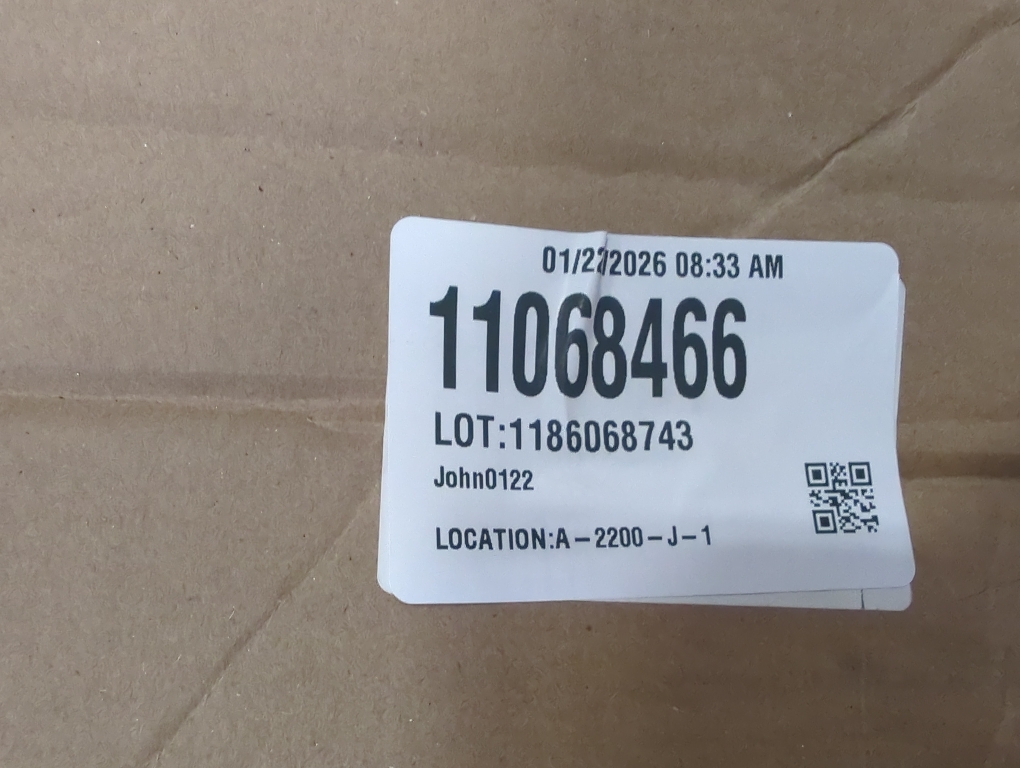 01/22/2026 08:33 AM
11068466
LOT:1186068743
John0122
LOCATION:A-2200-J-1